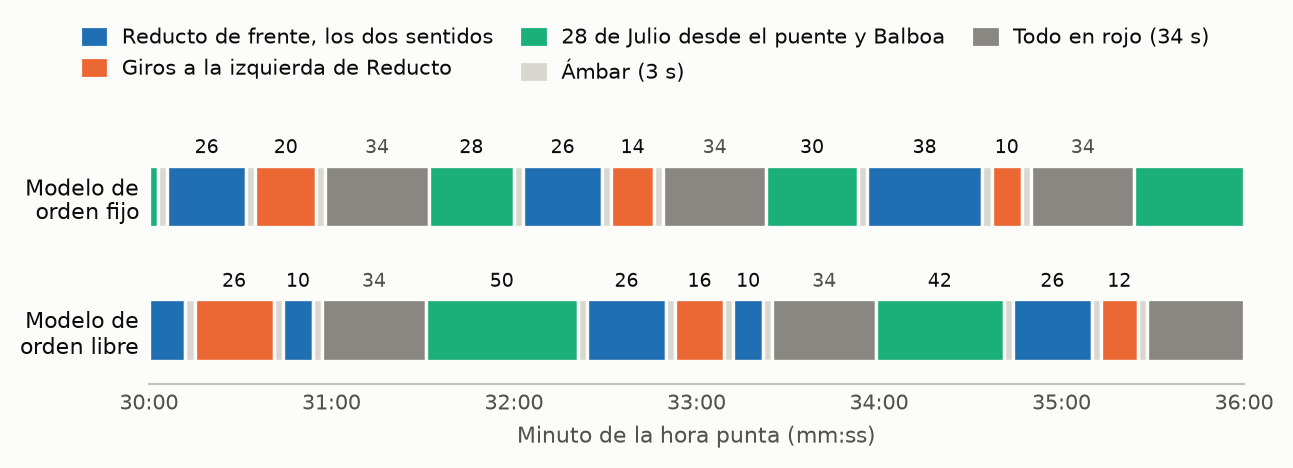 Reducto de frente, los dos sentidos
28 de Julio desde el puente y Balboa
Todo en rojo (34 s)
Giros a la izquierda de Reducto
Ámbar (3 s)
26 20 34 28 26 14 34 30 38 10 34
Modelo de
orden fijo
26 10 34 50 26 16 10 34 42 26 12
Modelo de
orden libre
30:00 31:00 32:00 33:00 34:00 35:00 36:00
Minuto de la hora punta (mm:ss)